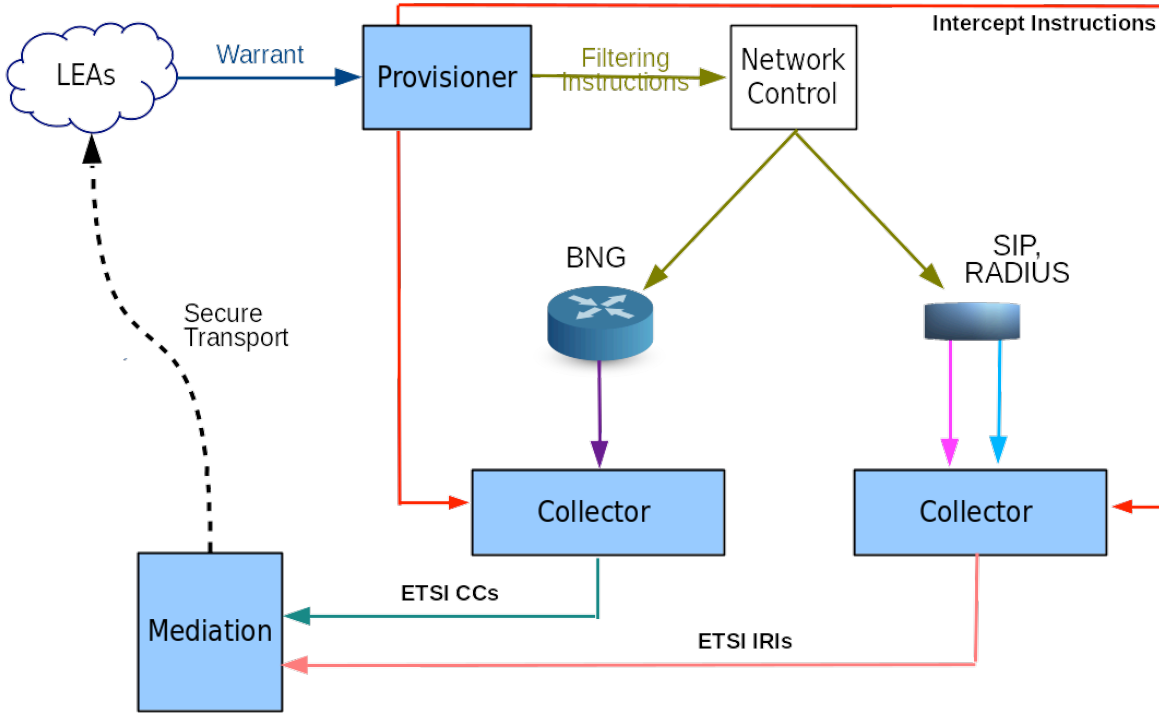 Intercept Instructions
LEAs
Warrant
Provisioner
Filtering
Instructions
Network
Control
BNG
SIP,
RADIUS
Secure
Transport
Collector
Collector
ETSI CCs
Mediation
ETSI IRIs